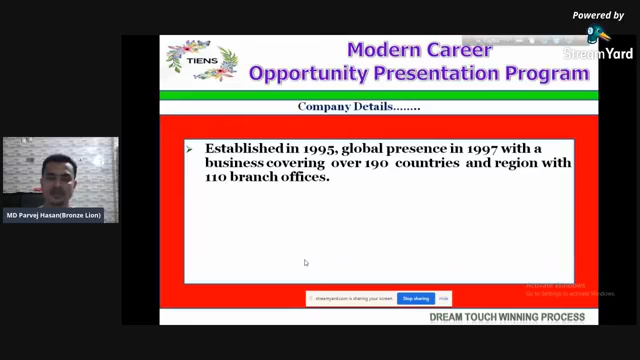 Powered by
StreamYard
TIENS
Modern Career
Opportunity Presentation Program
Company Details........
Established in 1995, global presence in 1997 with a
business covering over 190 countries and region with
110 branch offices.
MD Parvej Hasan(Bronze Lion)
Activate Windows
Go to Settings to activate Windows.
streamyard.com is sharing your screen.
Stop sharing
Hide
DREAM TOUCH WINNING PROCESS